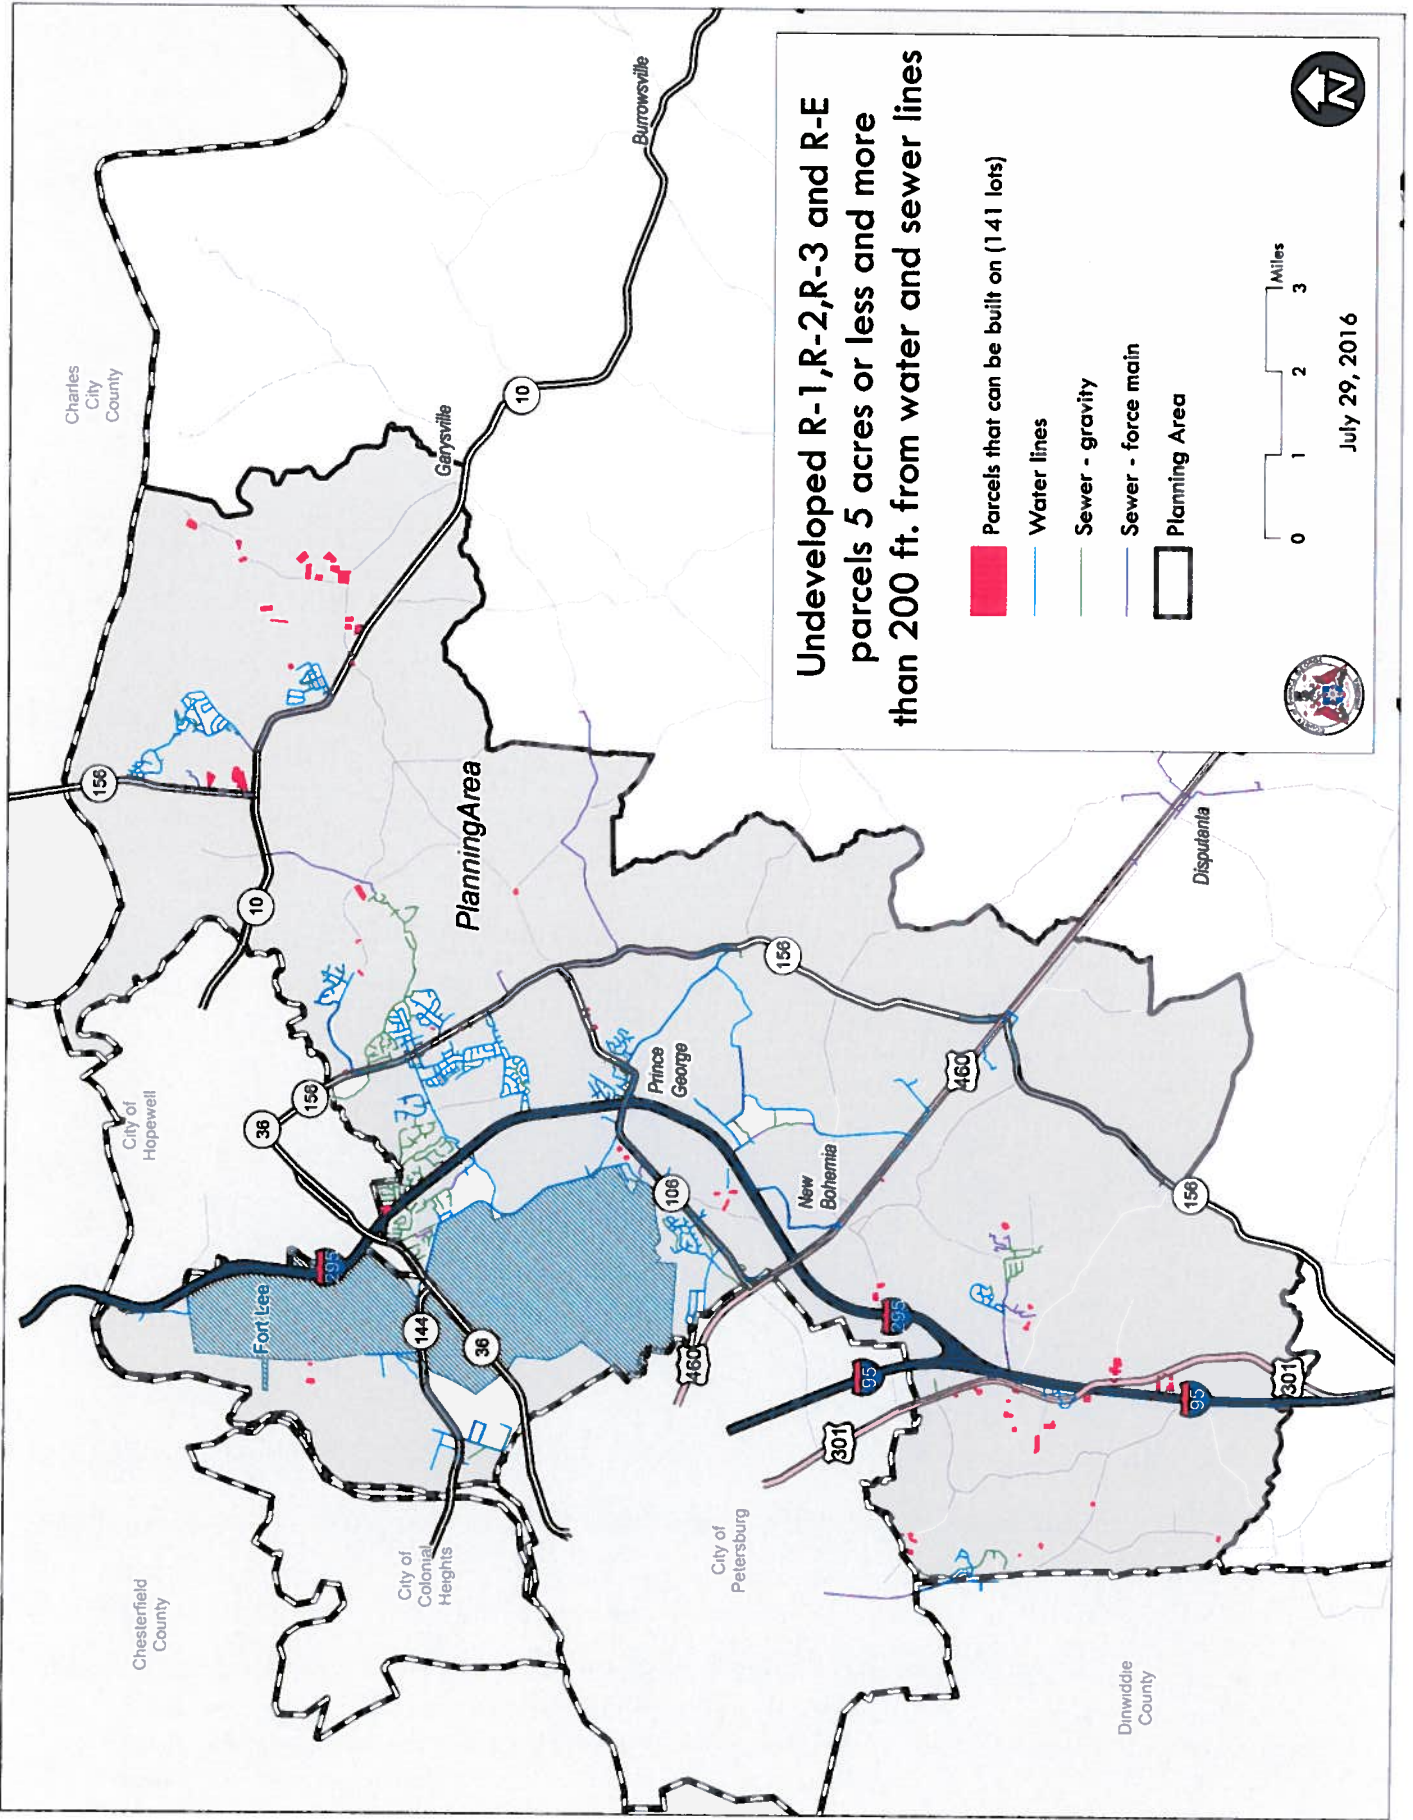 Undeveloped R-1,R-2,R-3 and R-E
parcels 5 acres or less and more
than 200 ft. from water and sewer lines
Parcels that can be built on (141 lots)
Water lines
Sewer - gravity
Sewer - force main
Planning Area
0 1 2 3 Miles
July 29, 2016
N
Charles
City
County
Burrowsville
Garysville
10
156
10
PlanningArea
City of
Hopewell
36
156
156
Prince
George
Disputanta
460
New
Bohemia
106
156
Fort Lee
295
144
36
460
295
95
301
95
301
Chesterfield
County
City of
Colonial
Heights
City of
Petersburg
Dinwiddie
County